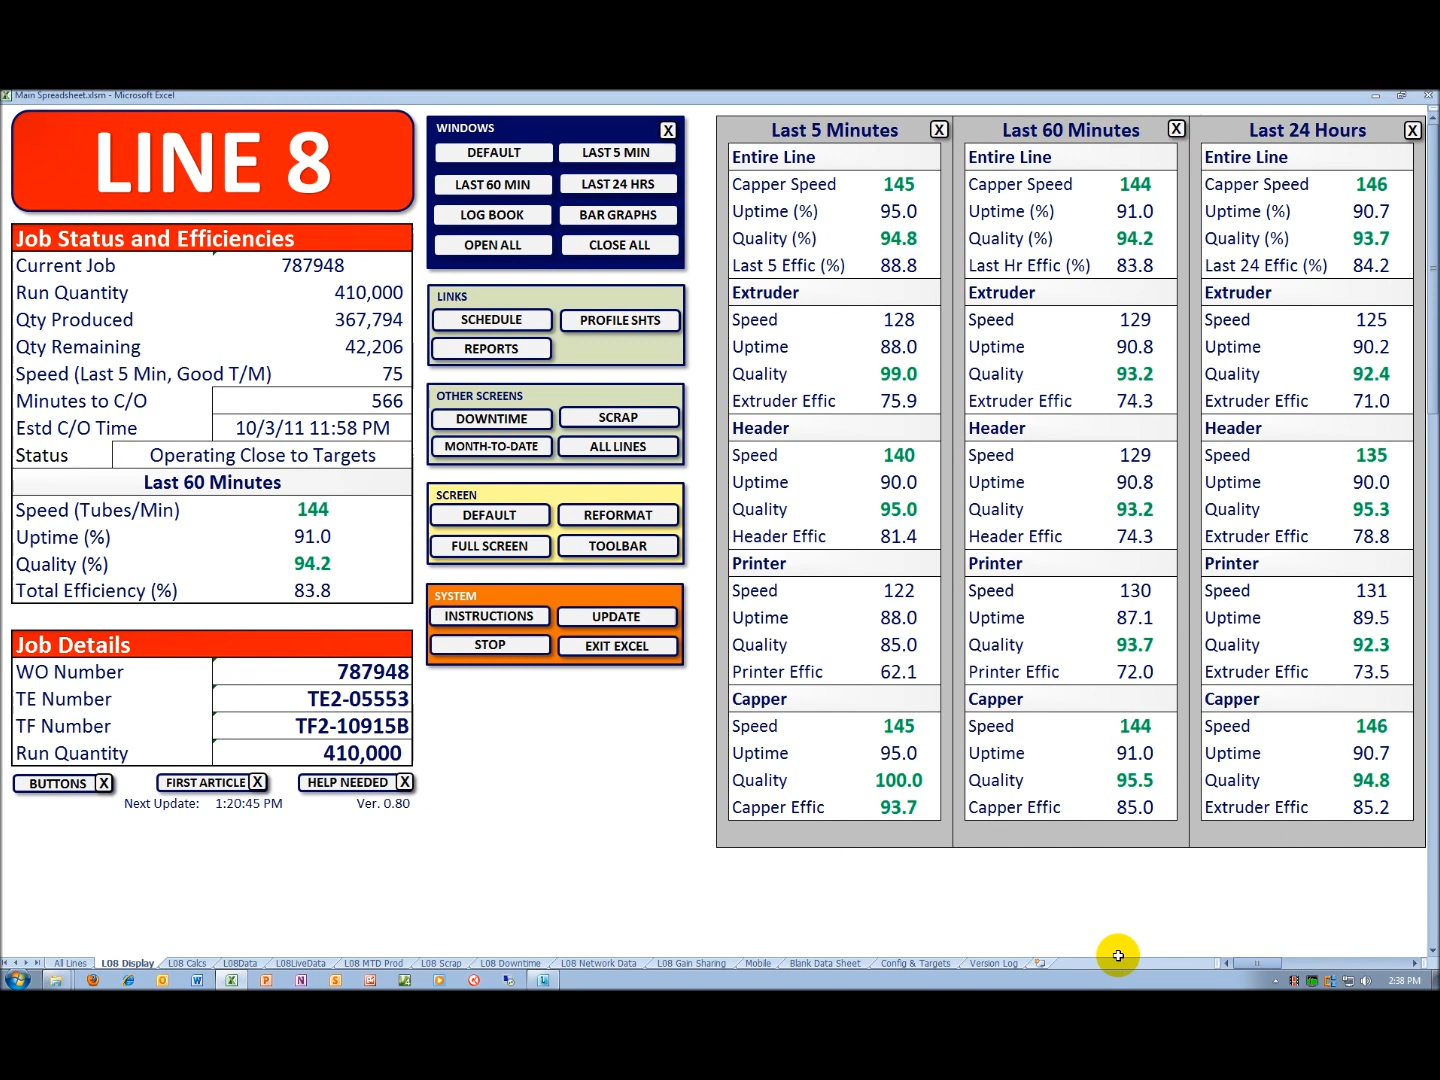 Main Spreadsheet.xlsm - Microsoft Excel
LINE 8
Job Status and Efficiencies
Current Job 787948
Run Quantity 410,000
Qty Produced 367,794
Qty Remaining 42,206
Speed (Last 5 Min, Good T/M) 75
Minutes to C/O 566
Estd C/O Time 10/3/11 11:58 PM
Status Operating Close to Targets
Last 60 Minutes
Speed (Tubes/Min) 144
Uptime (%) 91.0
Quality (%) 94.2
Total Efficiency (%) 83.8
Job Details
WO Number 787948
TE Number TE2-05553
TF Number TF2-10915B
Run Quantity 410,000
BUTTONS X FIRST ARTICLE X HELP NEEDED X
Next Update: 1:20:45 PM Ver. 0.80
WINDOWS X
DEFAULT LAST 5 MIN
LAST 60 MIN LAST 24 HRS
LOG BOOK BAR GRAPHS
OPEN ALL CLOSE ALL
LINKS
SCHEDULE PROFILE SHTS
REPORTS
OTHER SCREENS
DOWNTIME SCRAP
MONTH-TO-DATE ALL LINES
SCREEN
DEFAULT REFORMAT
FULL SCREEN TOOLBAR
SYSTEM
INSTRUCTIONS UPDATE
STOP EXIT EXCEL
Last 5 Minutes X
Entire Line
Capper Speed 145
Uptime (%) 95.0
Quality (%) 94.8
Last 5 Effic (%) 88.8
Extruder
Speed 128
Uptime 88.0
Quality 99.0
Extruder Effic 75.9
Header
Speed 140
Uptime 90.0
Quality 95.0
Header Effic 81.4
Printer
Speed 122
Uptime 88.0
Quality 85.0
Printer Effic 62.1
Capper
Speed 145
Uptime 95.0
Quality 100.0
Capper Effic 93.7
Last 60 Minutes X
Entire Line
Capper Speed 144
Uptime (%) 91.0
Quality (%) 94.2
Last Hr Effic (%) 83.8
Extruder
Speed 129
Uptime 90.8
Quality 93.2
Extruder Effic 74.3
Header
Speed 129
Uptime 90.8
Quality 93.2
Header Effic 74.3
Printer
Speed 130
Uptime 87.1
Quality 93.7
Printer Effic 72.0
Capper
Speed 144
Uptime 91.0
Quality 95.5
Capper Effic 85.0
Last 24 Hours X
Entire Line
Capper Speed 146
Uptime (%) 90.7
Quality (%) 93.7
Last 24 Effic (%) 84.2
Extruder
Speed 125
Uptime 90.2
Quality 92.4
Extruder Effic 71.0
Header
Speed 135
Uptime 90.0
Quality 95.3
Extruder Effic 78.8
Printer
Speed 131
Uptime 89.5
Quality 92.3
Extruder Effic 73.5
Capper
Speed 146
Uptime 90.7
Quality 94.8
Extruder Effic 85.2
All Lines L08 Display L08 Calcs L08Data L08LiveData L08 MTD Prod L08 Scrap L08 Downtime L08 Network Data L08 Gain Sharing Mobile Blank Data Sheet Config & Targets Version Log
2:38 PM